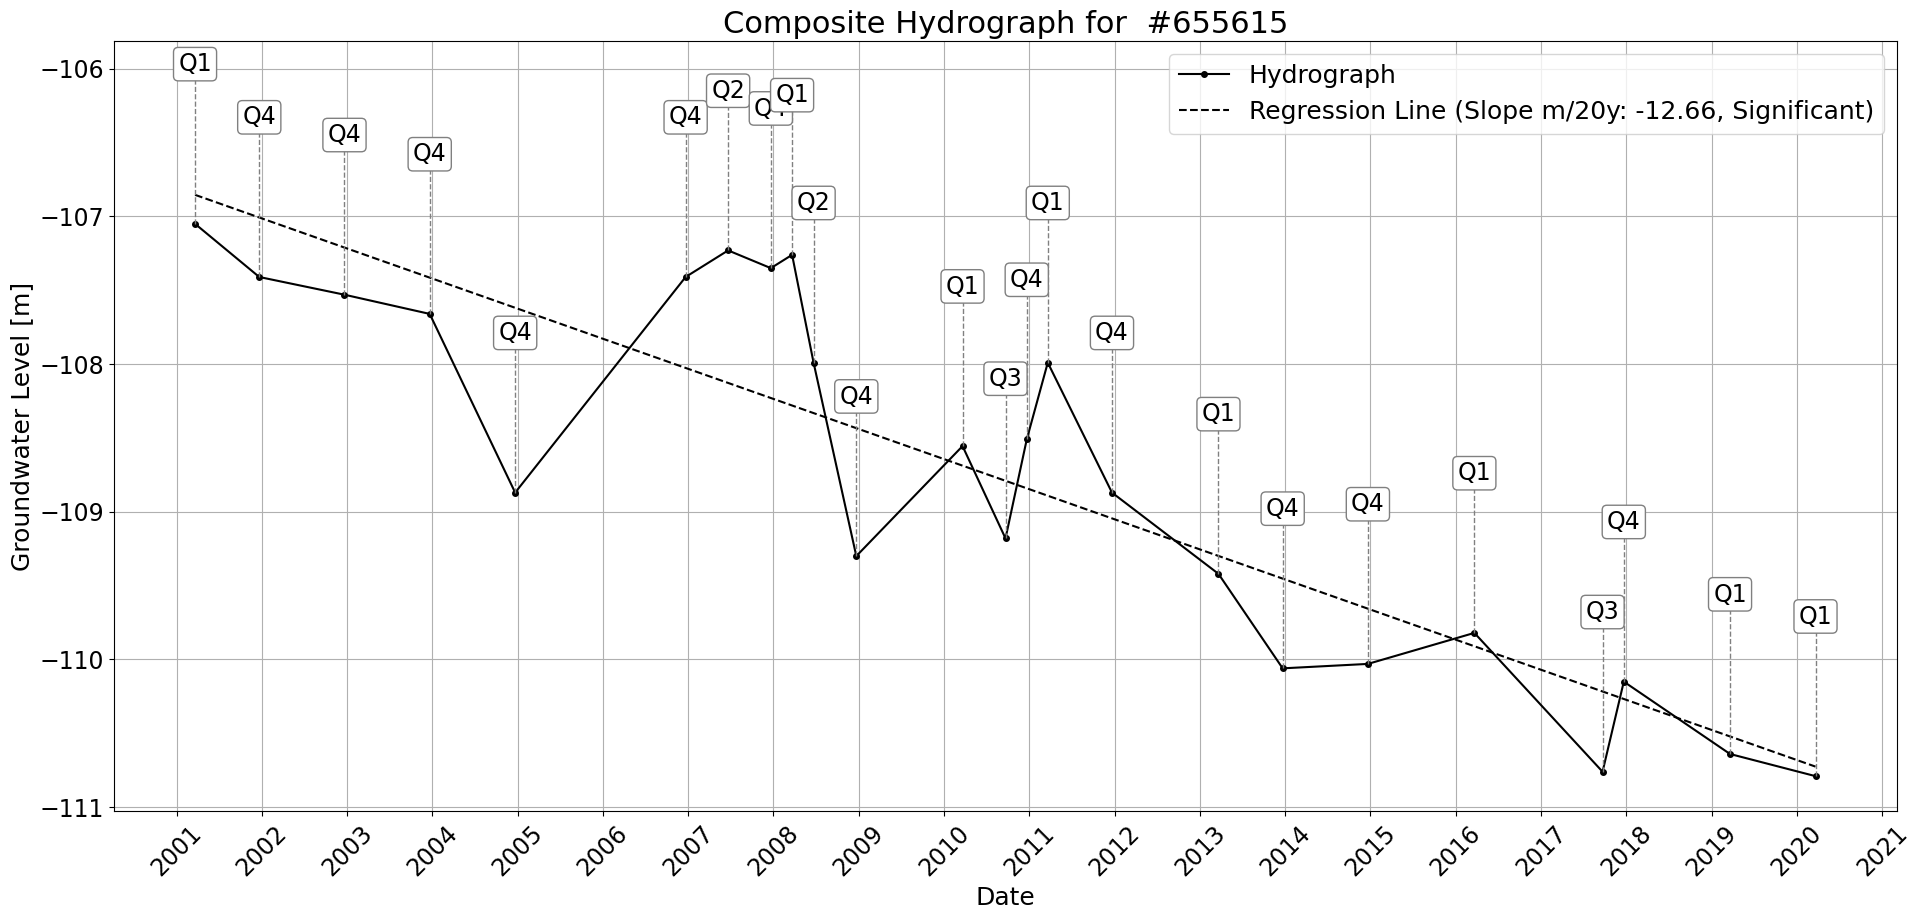 Composite Hydrograph for #655615
Hydrograph
Regression Line (Slope m/20y: -12.66, Significant)
Groundwater Level [m]
−106
−107
−108
−109
−110
−111
Q1
Q4
Q4
Q4
Q4
Q4
Q2
Q1
Q2
Q4
Q1
Q3
Q4
Q1
Q4
Q1
Q4
Q4
Q1
Q3
Q4
Q1
Q1
2001
2002
2003
2004
2005
2006
2007
2008
2009
2010
2011
2012
2013
2014
2015
2016
2017
2018
2019
2020
2021
Date